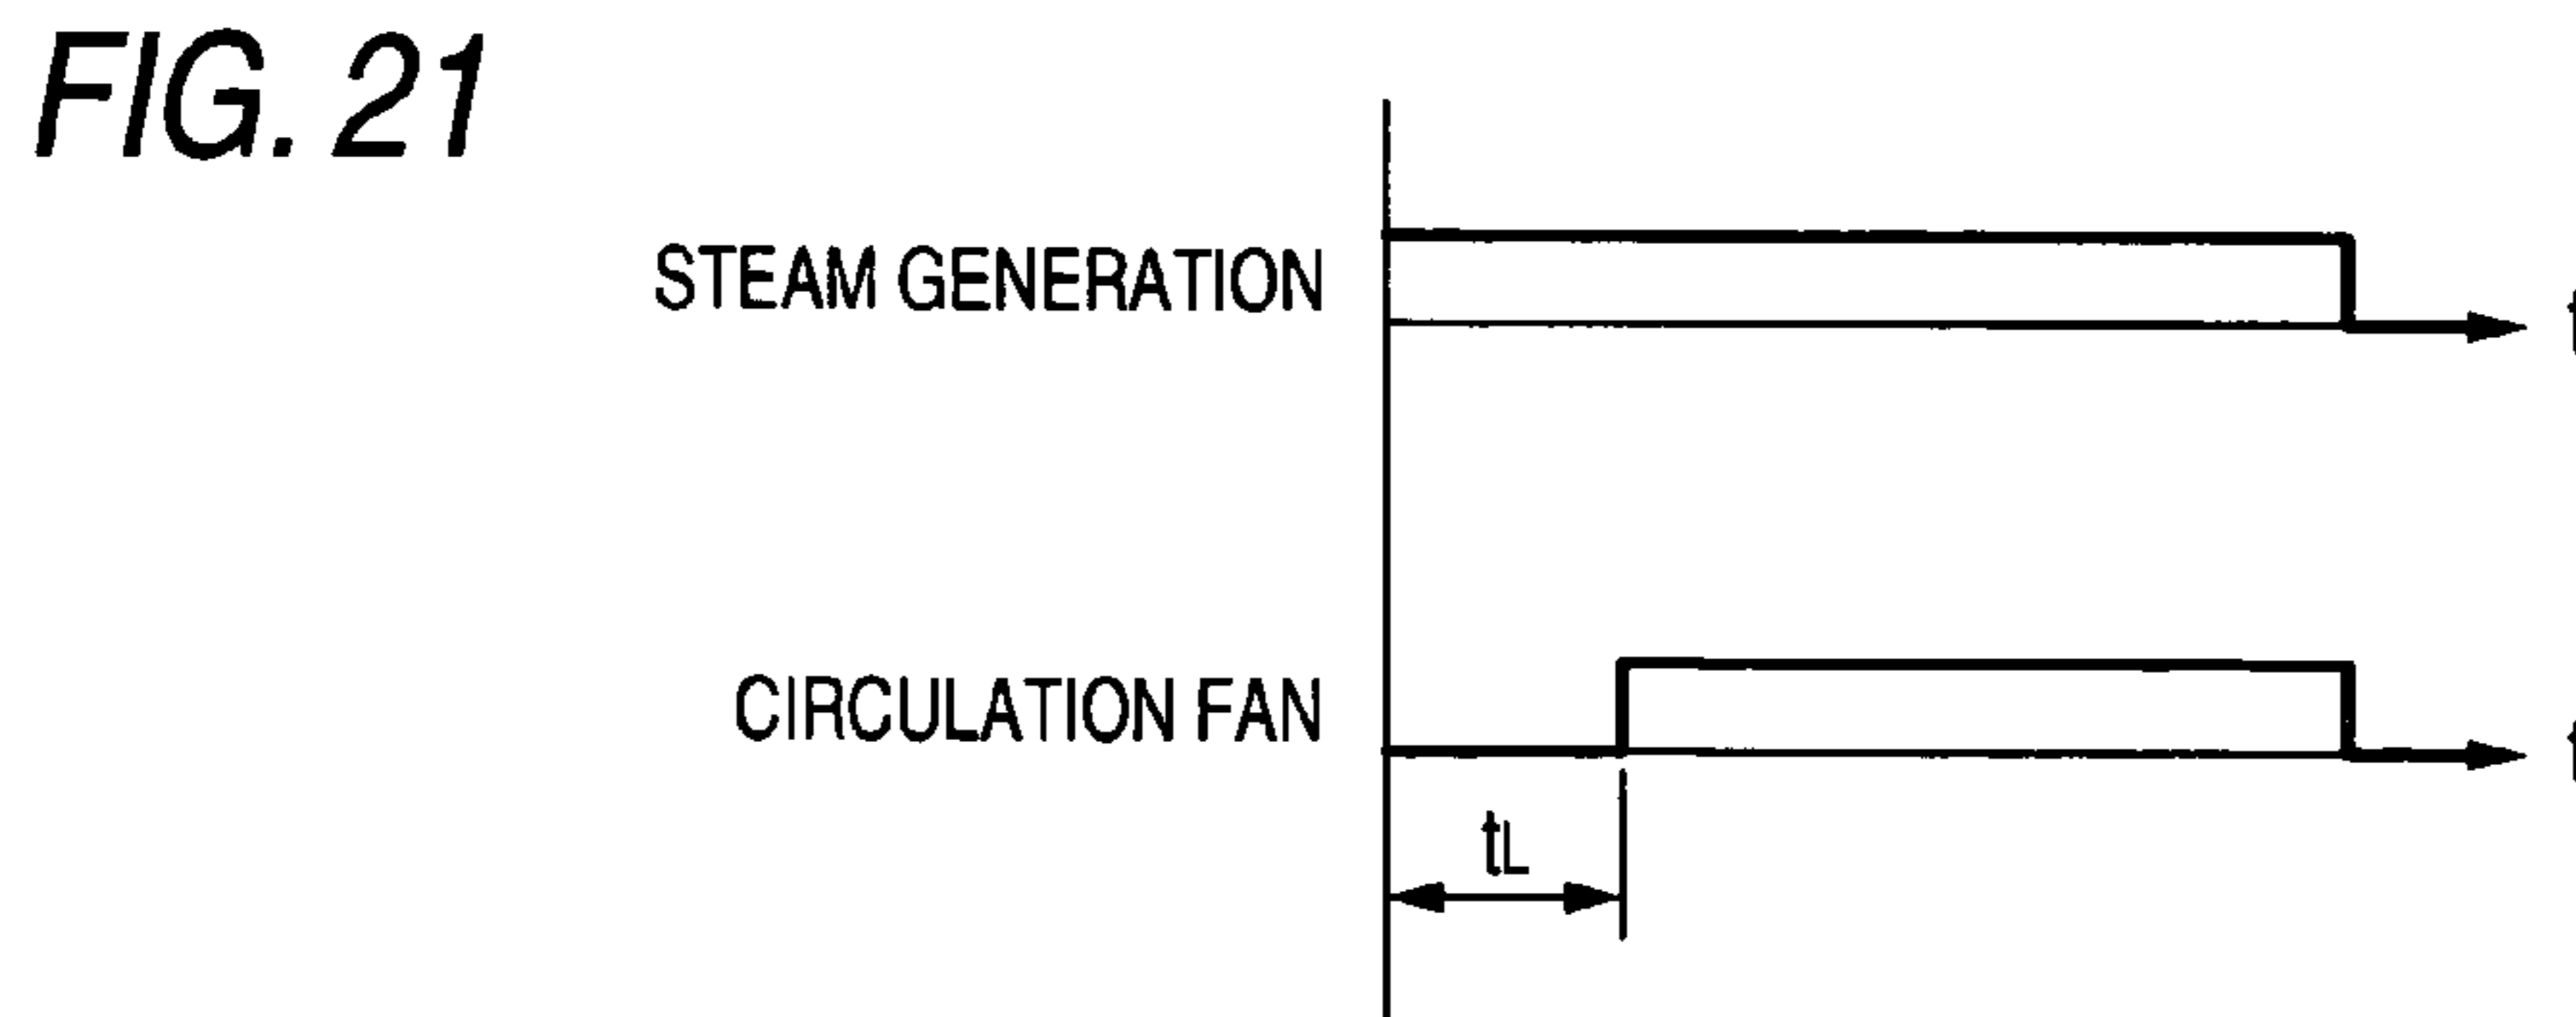 FIG. 21
STEAM GENERATION
t
CIRCULATION FAN
t
tL